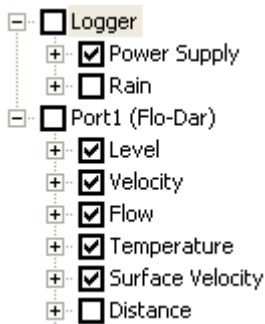 Logger
Power Supply
Rain
Port1 (Flo-Dar)
Level
Velocity
Flow
Temperature
Surface Velocity
Distance